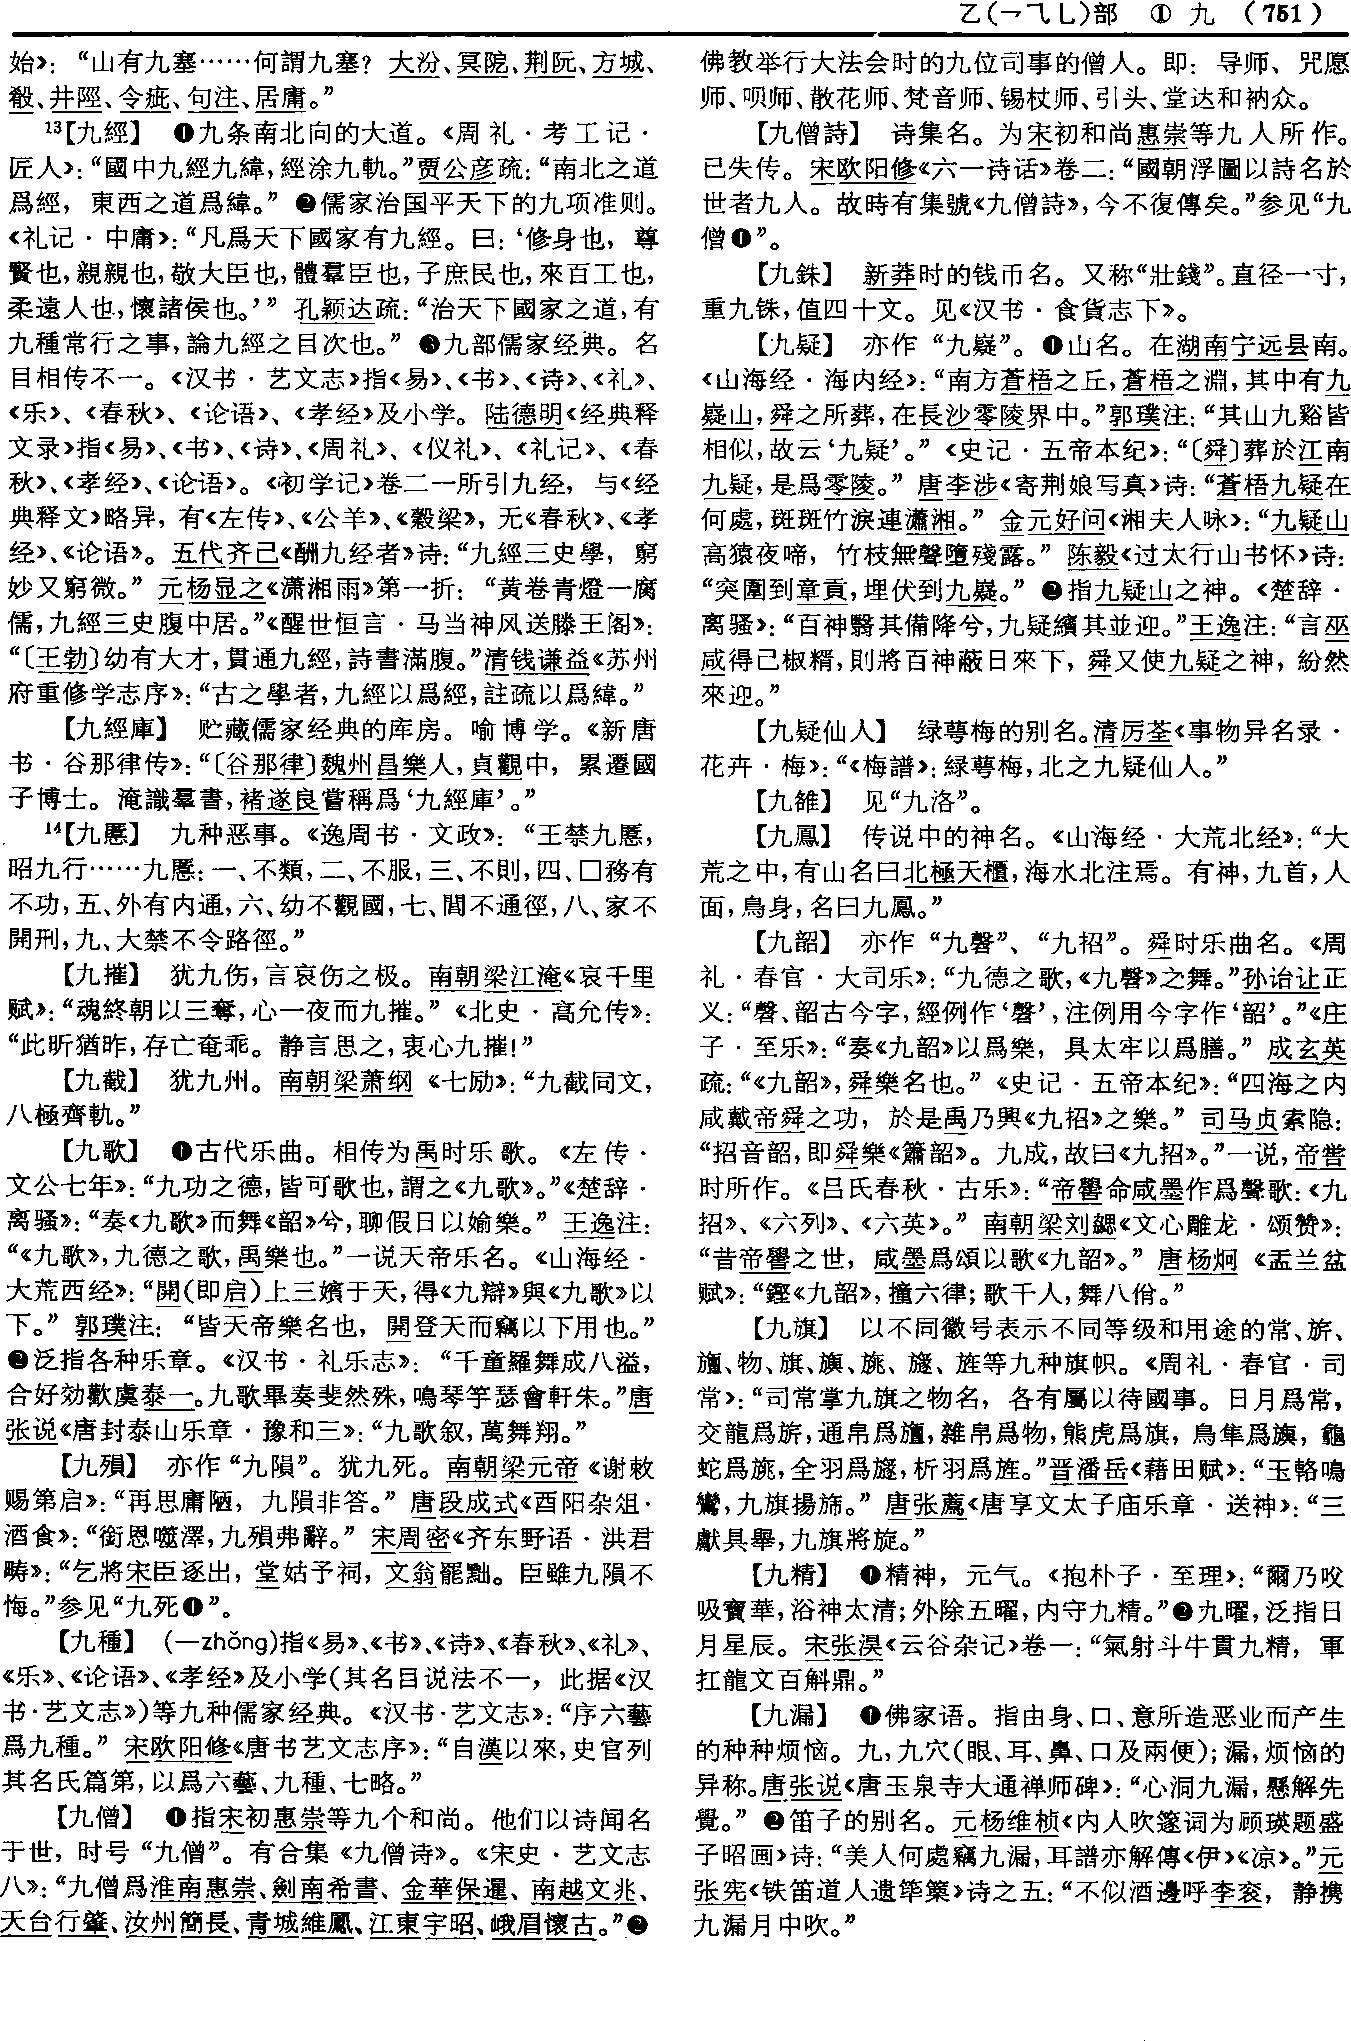 乙(乛⺄乚)部　① 九　(751)
始》：“山有九塞……何謂九塞？大汾、冥阸、荆阮、方城、
殽、井陘、令疵、句注、居庸。”
13【九經】　❶九条南北向的大道。《周礼·考工记·
匠人》：“國中九經九緯，經涂九軌。”贾公彦疏：“南北之道
爲經，東西之道爲緯。”❷儒家治国平天下的九项准则。
《礼记·中庸》：“凡爲天下國家有九經。曰：‘修身也，尊
賢也，親親也，敬大臣也，體羣臣也，子庶民也，來百工也，
柔遠人也，懷諸侯也。’”孔颖达疏：“治天下國家之道，有
九種常行之事，論九經之目次也。”❸九部儒家经典。名
目相传不一。《汉书·艺文志》指《易》、《书》、《诗》、《礼》、
《乐》、《春秋》、《论语》、《孝经》及小学。陆德明《经典释
文录》指《易》、《书》、《诗》、《周礼》、《仪礼》、《礼记》、《春
秋》、《孝经》、《论语》。《初学记》卷二一所引九经，与《经
典释文》略异，有《左传》、《公羊》、《穀梁》，无《春秋》、《孝
经》、《论语》。五代齐己《酬九经者》诗：“九經三史學，窮
妙又窮微。”元杨显之《潇湘雨》第一折：“黄卷青燈一腐
儒，九經三史腹中居。”《醒世恒言·马当神风送滕王阁》：
“〔王勃〕幼有大才，貫通九經，詩書滿腹。”清钱谦益《苏州
府重修学志序》：“古之學者，九經以爲經，註疏以爲緯。”
【九經庫】　贮藏儒家经典的库房。喻博学。《新唐
书·谷那律传》：“〔谷那律〕魏州昌樂人，貞觀中，累遷國
子博士。淹識羣書，褚遂良嘗稱爲‘九經庫’。”
14【九慝】　九种恶事。《逸周书·文政》：“王禁九慝，
昭九行……九慝：一、不類，二、不服，三、不則，四、□務有
不功，五、外有内通，六、幼不觀國，七、閭不通徑，八、家不
開刑，九、大禁不令路徑。”
【九摧】　犹九伤，言哀伤之极。南朝梁江淹《哀千里
赋》：“魂終朝以三奪，心一夜而九摧。”《北史·高允传》：
“此昕猶昨，存亡奄乖。静言思之，衷心九摧！”
【九截】　犹九州。南朝梁萧纲《七励》：“九截同文，
八極齊軌。”
【九歌】　❶古代乐曲。相传为禹时乐歌。《左传·
文公七年》：“九功之德，皆可歌也，謂之《九歌》。”《楚辞·
离骚》：“奏《九歌》而舞《韶》兮，聊假日以媮樂。”王逸注：
“《九歌》，九德之歌，禹樂也。”一说天帝乐名。《山海经·
大荒西经》：“開(即启)上三嬪于天，得《九辯》與《九歌》以
下。”郭璞注：“皆天帝樂名也，開登天而竊以下用也。”
❷泛指各种乐章。《汉书·礼乐志》：“千童羅舞成八溢，
合好効歡虞泰一。九歌畢奏斐然殊，鳴琴竽瑟會軒朱。”唐
张说《唐封泰山乐章·豫和三》：“九歌叙，萬舞翔。”
【九殞】　亦作“九隕”。犹九死。南朝梁元帝《谢敕
赐第启》：“再思庸陋，九隕非答。”唐段成式《酉阳杂俎·
酒食》：“銜恩噬澤，九殞弗辭。”宋周密《齐东野语·洪君
畴》：“乞將宋臣逐出，堂姑予祠，文翁罷黜。臣雖九隕不
悔。”参见“九死❶”。
【九種】　(—zhǒng)指《易》、《书》、《诗》、《春秋》、《礼》、
《乐》、《论语》、《孝经》及小学(其名目说法不一，此据《汉
书·艺文志》)等九种儒家经典。《汉书·艺文志》：“序六藝
爲九種。”宋欧阳修《唐书艺文志序》：“自漢以來，史官列
其名氏篇第，以爲六藝、九種、七略。”
【九僧】　❶指宋初惠崇等九个和尚。他们以诗闻名
于世，时号“九僧”。有合集《九僧诗》。《宋史·艺文志
八》：“九僧爲淮南惠崇、劍南希晝、金華保暹、南越文兆、
天台行肇、汝州簡長、青城維鳳、江東宇昭、峨眉懷古。”❷
佛教举行大法会时的九位司事的僧人。即：导师、咒愿
师、呗师、散花师、梵音师、锡杖师、引头、堂达和衲众。
【九僧詩】　诗集名。为宋初和尚惠崇等九人所作。
已失传。宋欧阳修《六一诗话》卷二：“國朝浮圖以詩名於
世者九人。故時有集號《九僧詩》，今不復傳矣。”参见“九
僧❶”。
【九銖】　新莽时的钱币名。又称“壯錢”。直径一寸，
重九铢，值四十文。见《汉书·食貨志下》。
【九疑】　亦作“九嶷”。❶山名。在湖南宁远县南。
《山海经·海内经》：“南方蒼梧之丘，蒼梧之淵，其中有九
嶷山，舜之所葬，在長沙零陵界中。”郭璞注：“其山九谿皆
相似，故云‘九疑’。”《史记·五帝本纪》：“〔舜〕葬於江南
九疑，是爲零陵。”唐李涉《寄荆娘写真》诗：“蒼梧九疑在
何處，斑斑竹淚連瀟湘。”金元好问《湘夫人咏》：“九疑山
高猿夜啼，竹枝無聲墮殘露。”陈毅《过太行山书怀》诗：
“突圍到章貢，埋伏到九嶷。”❷指九疑山之神。《楚辞·
离骚》：“百神翳其備降兮，九疑繽其並迎。”王逸注：“言巫
咸得己椒糈，則將百神蔽日來下，舜又使九疑之神，紛然
來迎。”
【九疑仙人】　绿萼梅的别名。清厉荃《事物异名录·
花卉·梅》：“《梅譜》：緑萼梅，北之九疑仙人。”
【九雒】　见“九洛”。
【九鳳】　传说中的神名。《山海经·大荒北经》：“大
荒之中，有山名曰北極天櫃，海水北注焉。有神，九首，人
面，鳥身，名曰九鳳。”
【九韶】　亦作“九磬”、“九招”。舜时乐曲名。《周
礼·春官·大司乐》：“九德之歌，《九磬》之舞。”孙诒让正
义：“磬、韶古今字，經例作‘磬’，注例用今字作‘韶’。”《庄
子·至乐》：“奏《九韶》以爲樂，具太牢以爲膳。”成玄英
疏：“《九韶》，舜樂名也。”《史记·五帝本纪》：“四海之内
咸戴帝舜之功，於是禹乃興《九招》之樂。”司马贞索隐：
“招音韶，即舜樂《簫韶》。九成，故曰《九招》。”一说，帝喾
时所作。《吕氏春秋·古乐》：“帝嚳命咸墨作爲聲歌：《九
招》、《六列》、《六英》。”南朝梁刘勰《文心雕龙·颂赞》：
“昔帝嚳之世，咸墨爲頌以歌《九韶》。”唐杨炯《盂兰盆
赋》：“鏗《九韶》，撞六律；歌千人，舞八佾。”
【九旗】　以不同徽号表示不同等级和用途的常、旂、
旜、物、旗、旟、旐、旞、旌等九种旗帜。《周礼·春官·司
常》：“司常掌九旗之物名，各有屬以待國事。日月爲常，
交龍爲旂，通帛爲旜，雜帛爲物，熊虎爲旗，鳥隼爲旟，龜
蛇爲旐，全羽爲旞，析羽爲旌。”晋潘岳《藉田赋》：“玉輅鳴
鸞，九旗揚斾。”唐张薦《唐享文太子庙乐章·送神》：“三
獻具舉，九旗將旋。”
【九精】　❶精神，元气。《抱朴子·至理》：“爾乃咬
吸寶華，浴神太清；外除五曜，内守九精。”❷九曜，泛指日
月星辰。宋张淏《云谷杂记》卷一：“氣射斗牛貫九精，軍
扛龍文百斛鼎。”
【九漏】　❶佛家语。指由身、口、意所造恶业而产生
的种种烦恼。九，九穴(眼、耳、鼻、口及兩便)；漏，烦恼的
异称。唐张说《唐玉泉寺大通禅师碑》：“心洞九漏，懸解先
覺。”❷笛子的别名。元杨维桢《内人吹篴词为顾瑛题盛
子昭画》诗：“美人何處竊九漏，耳譜亦解傳《伊》《凉》。”元
张宪《铁笛道人遗筚篥》诗之五：“不似酒邊呼李衮，静携
九漏月中吹。”